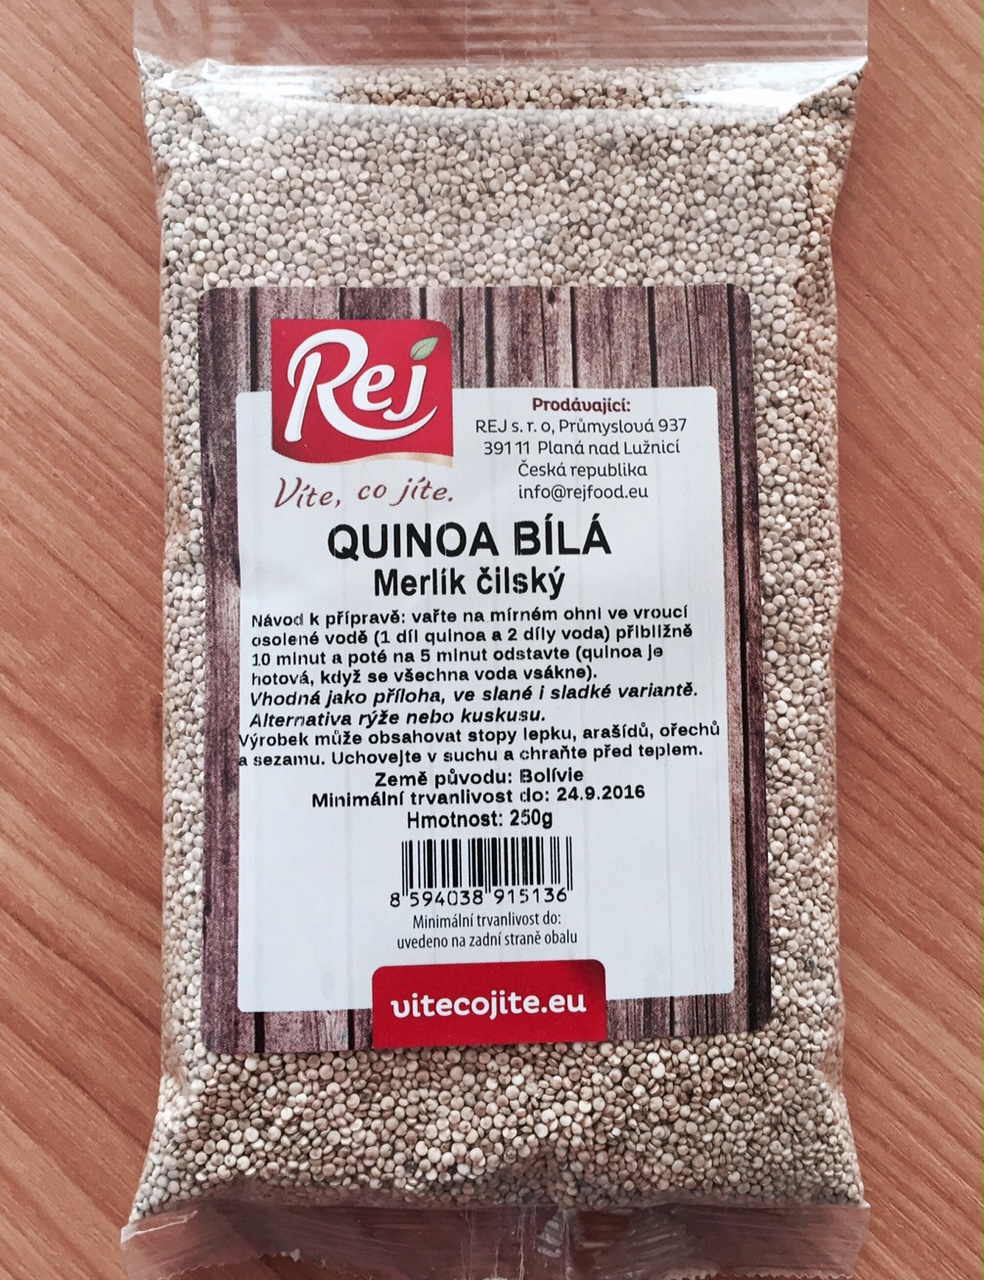 Rej
Víte, co jíte.
Prodávající:
REJ s. r. o, Průmyslová 937
391 11 Planá nad Lužnicí
Česká republika
info@rejfood.eu
QUINOA BÍLÁ
Merlík čilský
Návod k přípravě: vařte na mírném ohni ve vroucí
osolené vodě (1 díl quinoa a 2 díly voda) přibližně
10 minut a poté na 5 minut odstavte (quinoa je
hotová, když se všechna voda vsákne).
Vhodná jako příloha, ve slané i sladké variantě.
Alternativa rýže nebo kuskusu.
Výrobek může obsahovat stopy lepku, arašídů, ořechů
a sezamu. Uchovejte v suchu a chraňte před teplem.
Země původu: Bolívie
Minimální trvanlivost do: 24.9.2016
Hmotnost: 250g
8 594038 915136
Minimální trvanlivost do:
uvedeno na zadní straně obalu
vitecojite.eu